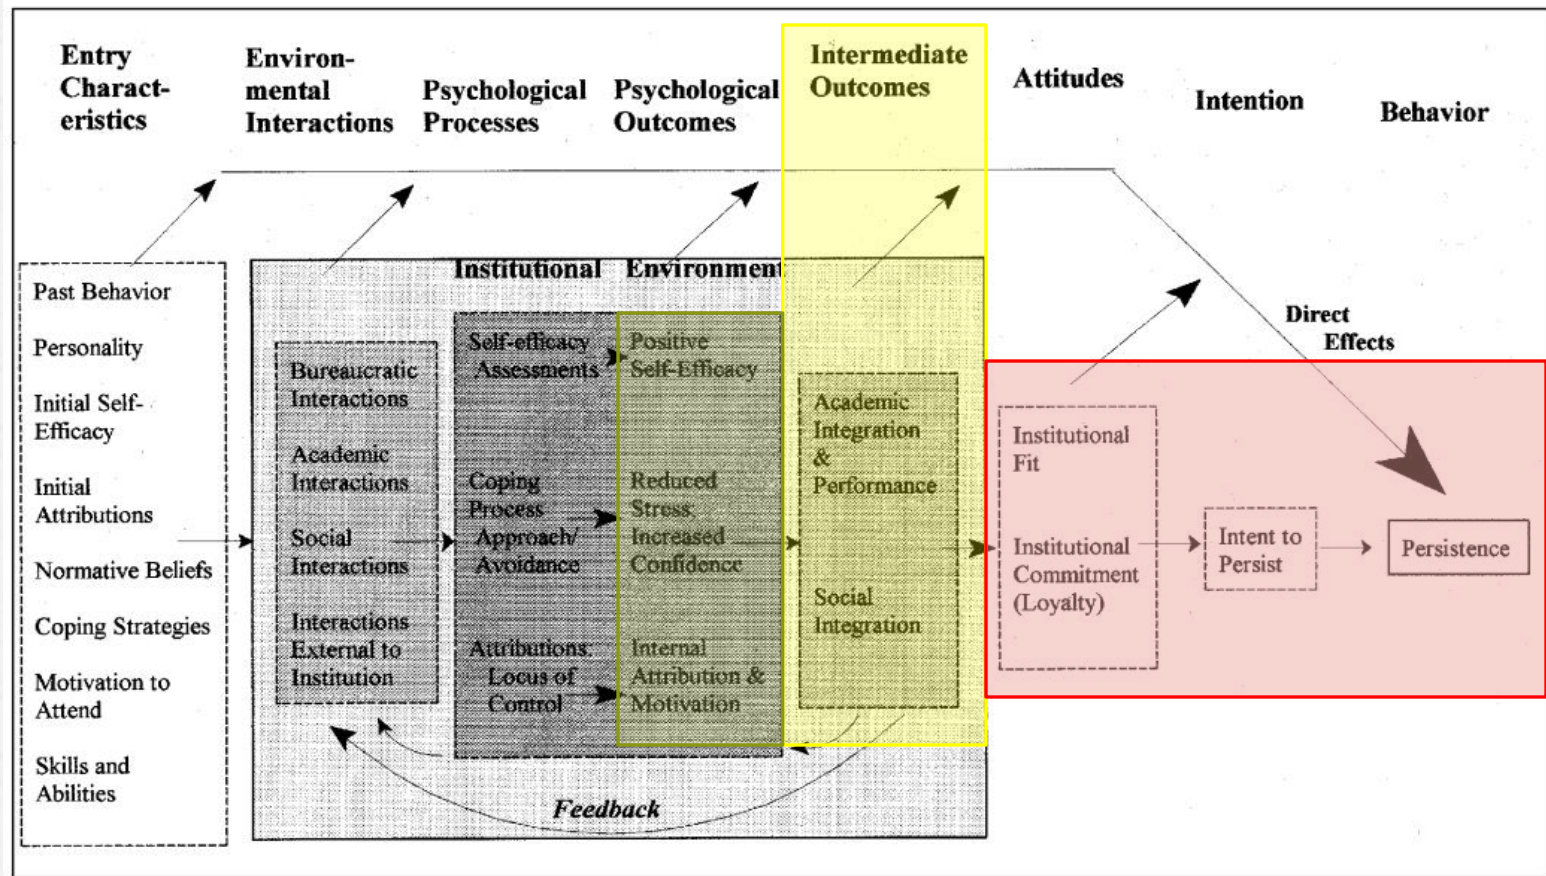 Entry
Charact-
eristics
Environ-
mental
Interactions
Psychological
Processes
Psychological
Outcomes
Intermediate
Outcomes
Attitudes
Intention
Behavior
Past Behavior
Personality
Initial Self-
Efficacy
Initial
Attributions
Normative Beliefs
Coping Strategies
Motivation to
Attend
Skills and
Abilities
Institutional Environment
Bureaucratic
Interactions
Academic
Interactions
Social
Interactions
Interactions
External to
Institution
Self-efficacy
Assessments
Coping
Process
Approach/
Avoidance
Attributions:
Locus of
Control
Positive
Self-Efficacy
Reduced
Stress:
Increased
Confidence
Internal
Attribution &
Motivation
Academic
Integration
&
Performance
Social
Integration
Institutional
Fit
Institutional
Commitment
(Loyalty)
Intent to
Persist
Persistence
Direct
Effects
Feedback